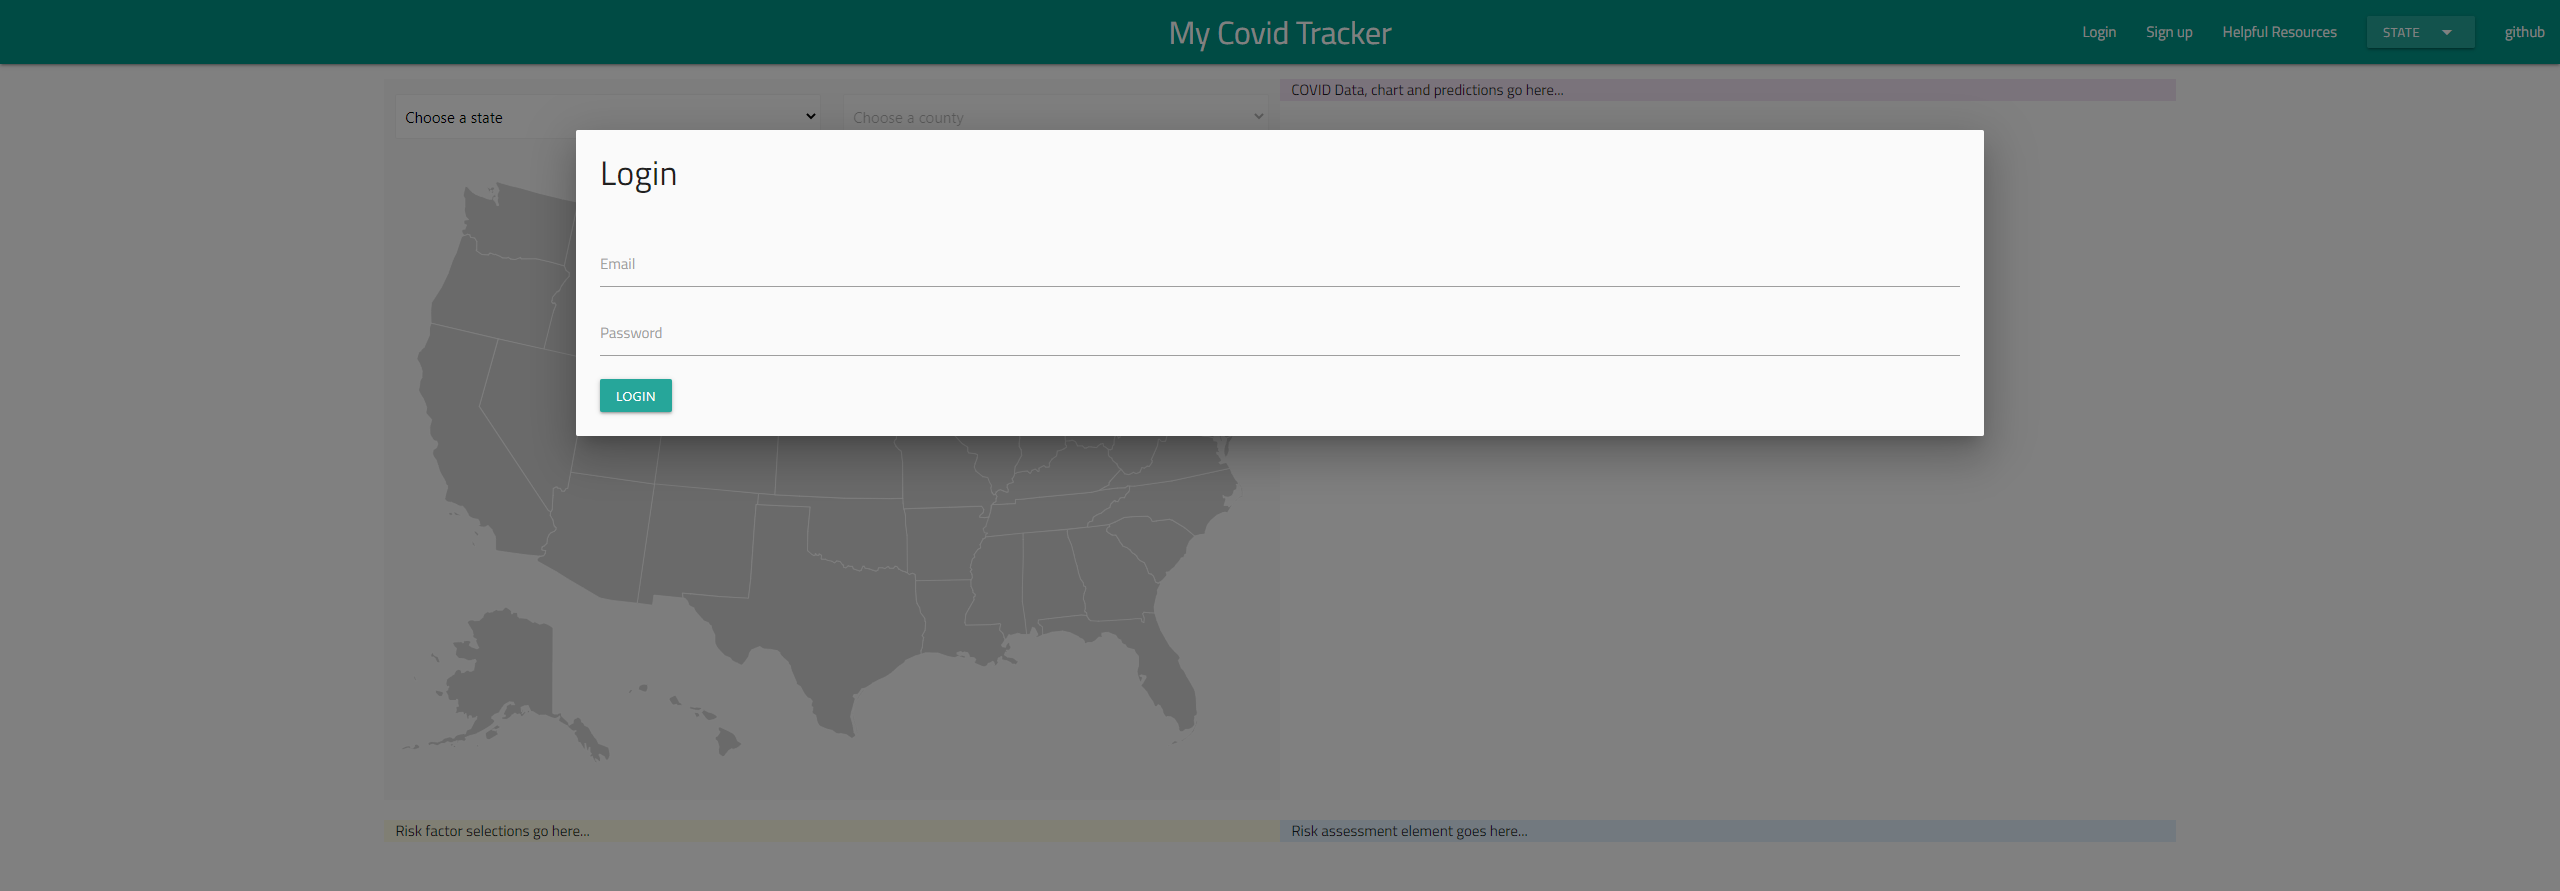 My Covid Tracker
Login
Sign up
Helpful Resources
STATE
github
Choose a state
Choose a county
COVID Data, chart and predictions go here...
Login
Email
Password
LOGIN
Risk factor selections go here...
Risk assessment element goes here...